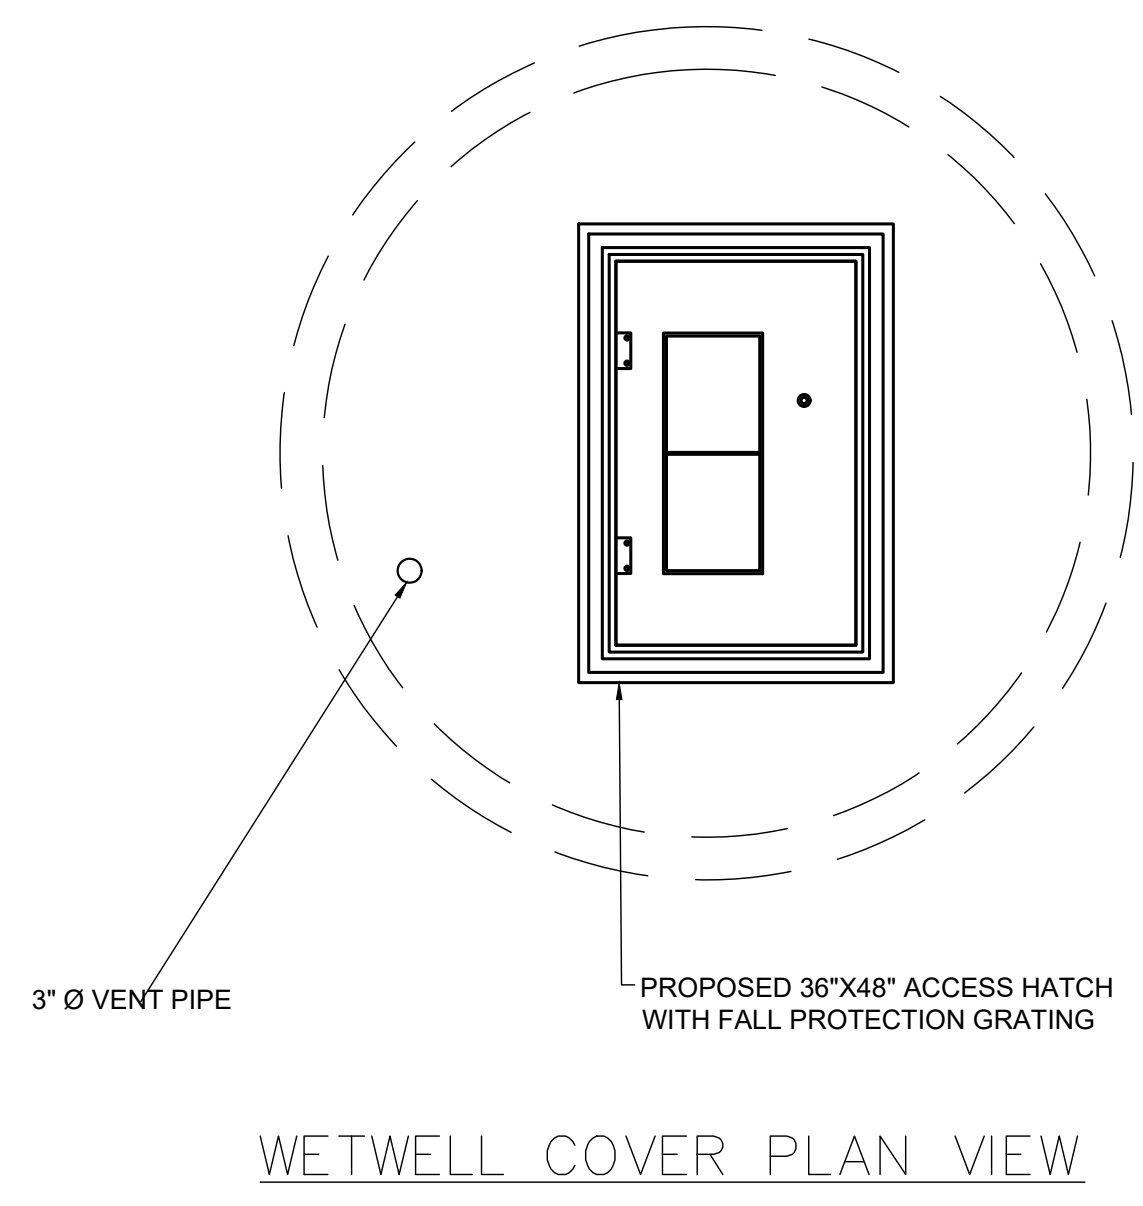 3" Ø VENT PIPE
PROPOSED 36"X48" ACCESS HATCH
WITH FALL PROTECTION GRATING
WETWELL COVER PLAN VIEW